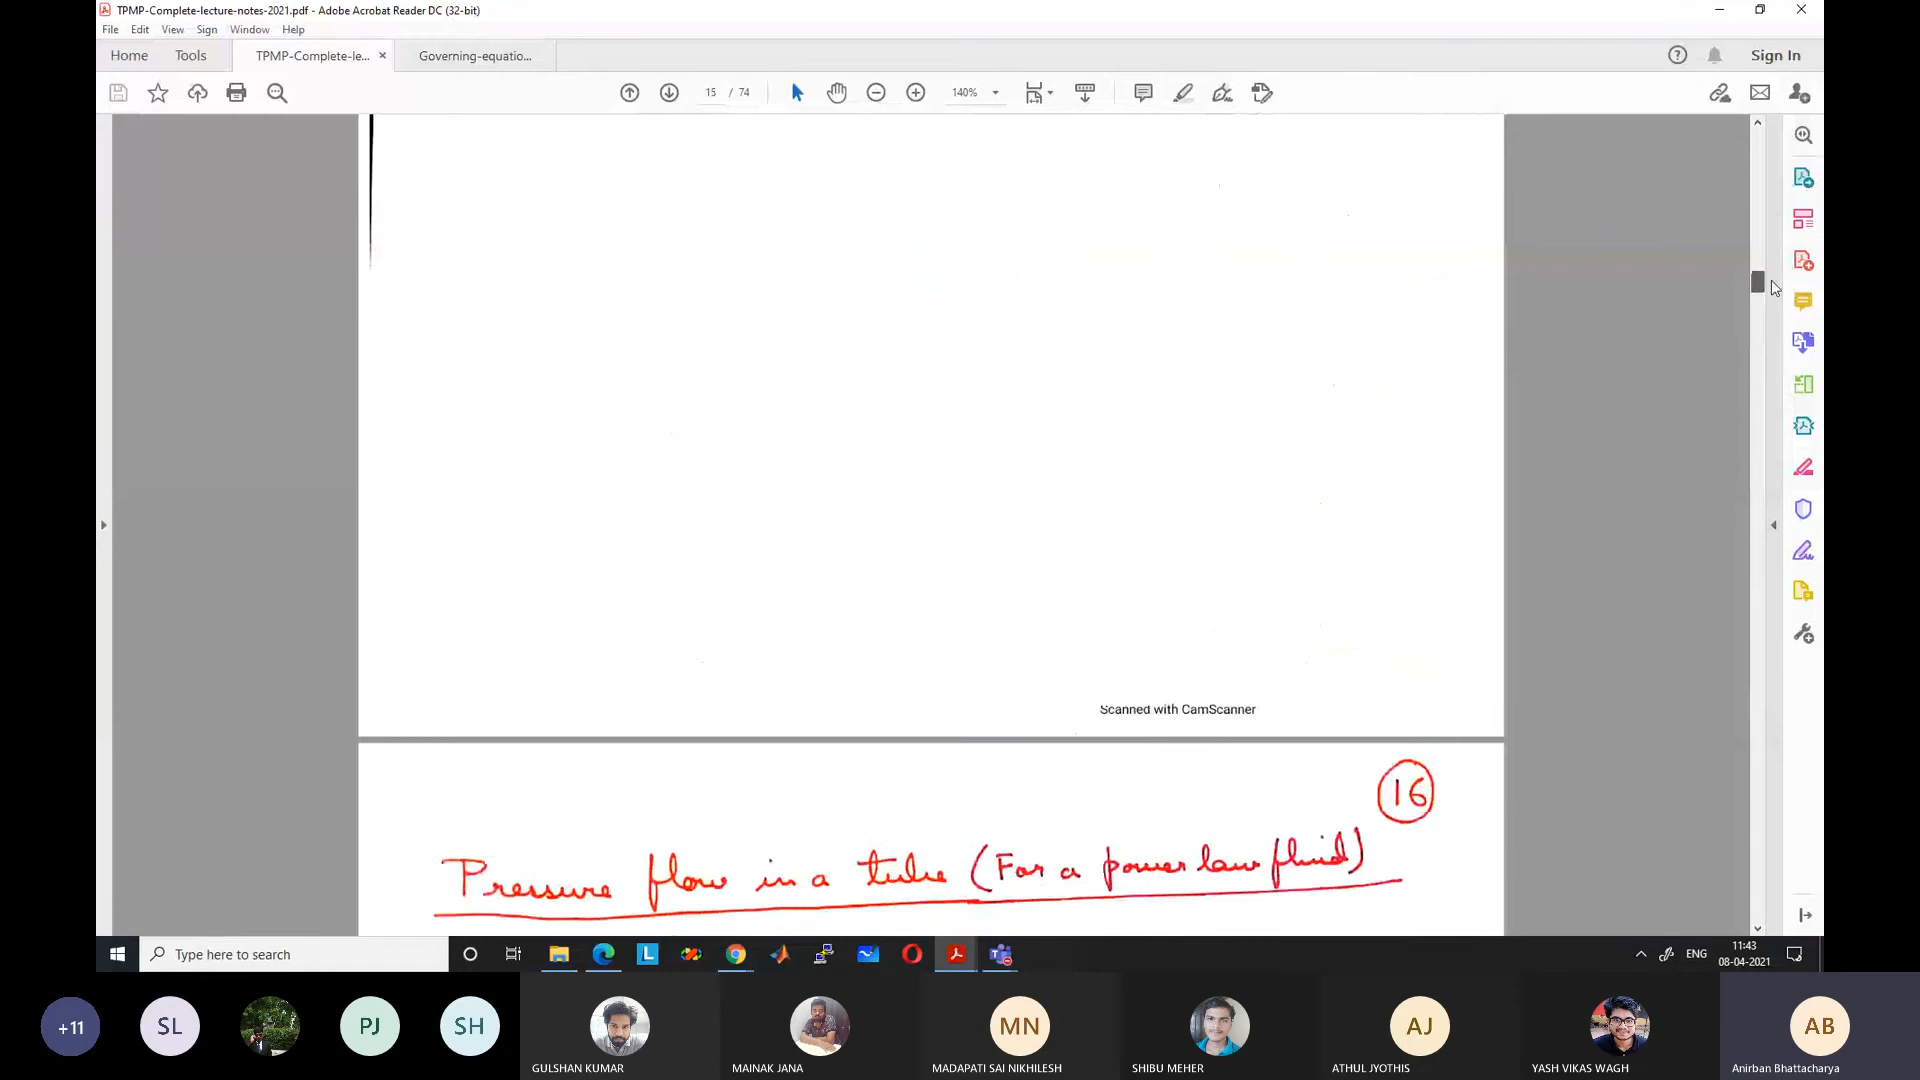 TPMP-Complete-lecture-notes-2021.pdf - Adobe Acrobat Reader DC (32-bit)
File Edit View Sign Window Help
Home Tools TPMP-Complete-le... × Governing-equatio... Sign In
15 / 74 140%
Scanned with CamScanner
16
Pressure flow in a tube (For a power law fluid)
Type here to search
ENG
11:43
08-04-2021
+11 SL PJ SH MN AJ AB
GULSHAN KUMAR MAINAK JANA MADAPATI SAI NIKHILESH SHIBU MEHER ATHUL JYOTHIS YASH VIKAS WAGH Anirban Bhattacharya